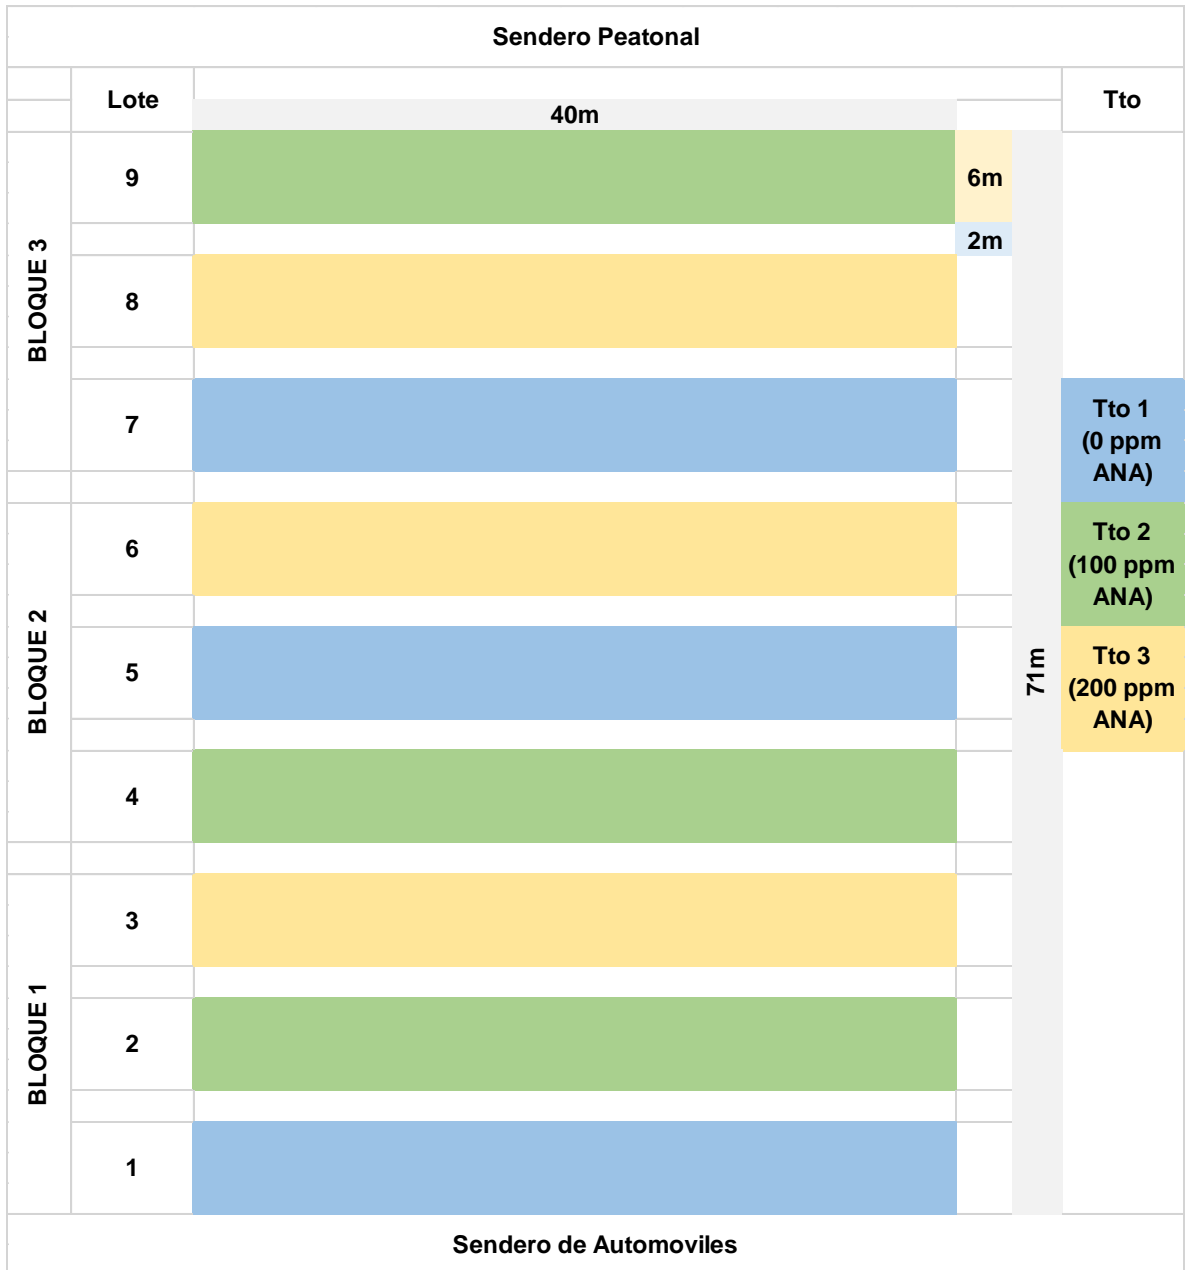 Sendero Peatonal
Lote
Tto
40m
BLOQUE 3
9
6m
2m
8
7
Tto 1
(0 ppm
ANA)
BLOQUE 2
6
Tto 2
(100 ppm
ANA)
5
71m
Tto 3
(200 ppm
ANA)
4
BLOQUE 1
3
2
1
Sendero de Automoviles